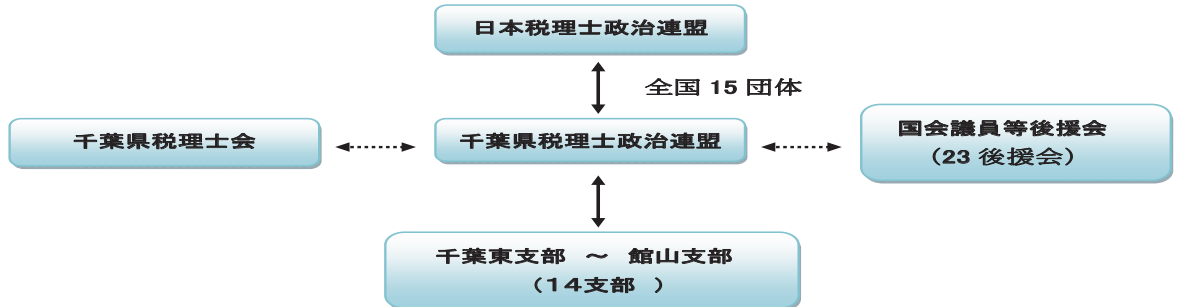 日本税理士政治連盟
全国 15 団体
千葉県税理士会
千葉県税理士政治連盟
国会議員等後援会
（23 後援会）
千葉東支部　～　館山支部
（１４支部　）